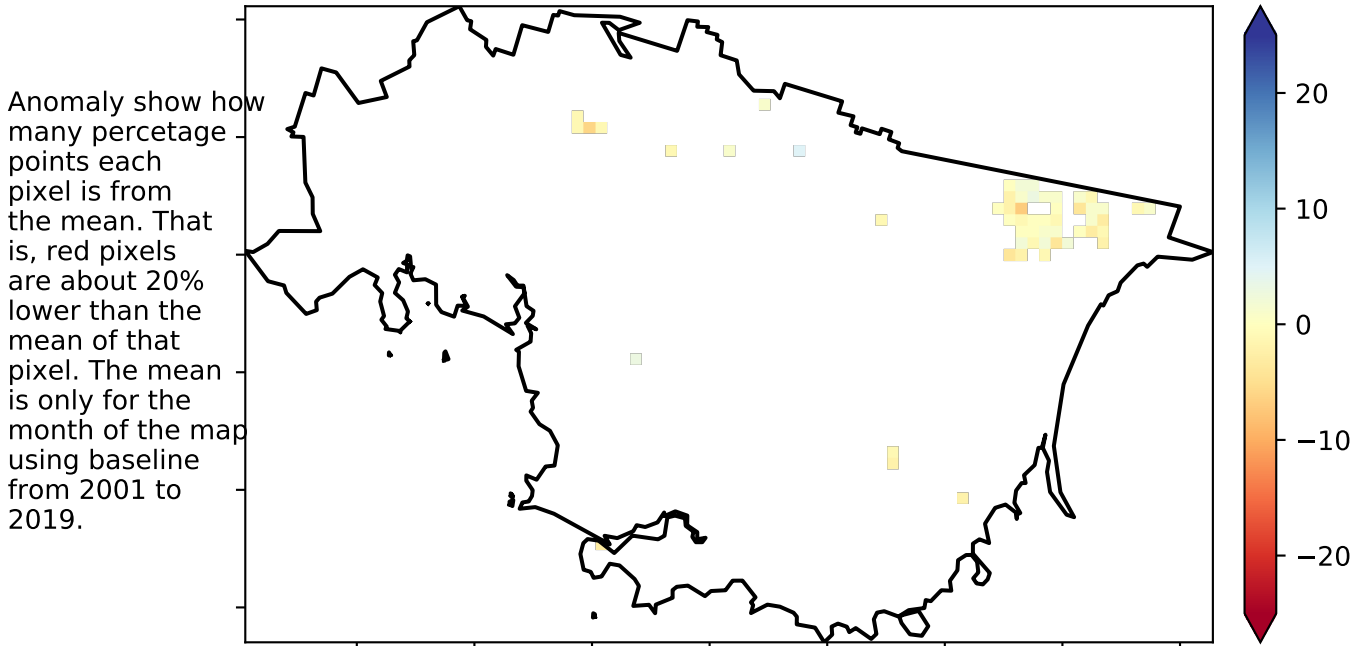 Anomaly show how
many percetage
points each
pixel is from
the mean. That
is, red pixels
are about 20%
lower than the
mean of that
pixel. The mean
is only for the
month of the map
using baseline
from 2001 to
2019.
20
10
0
−10
−20